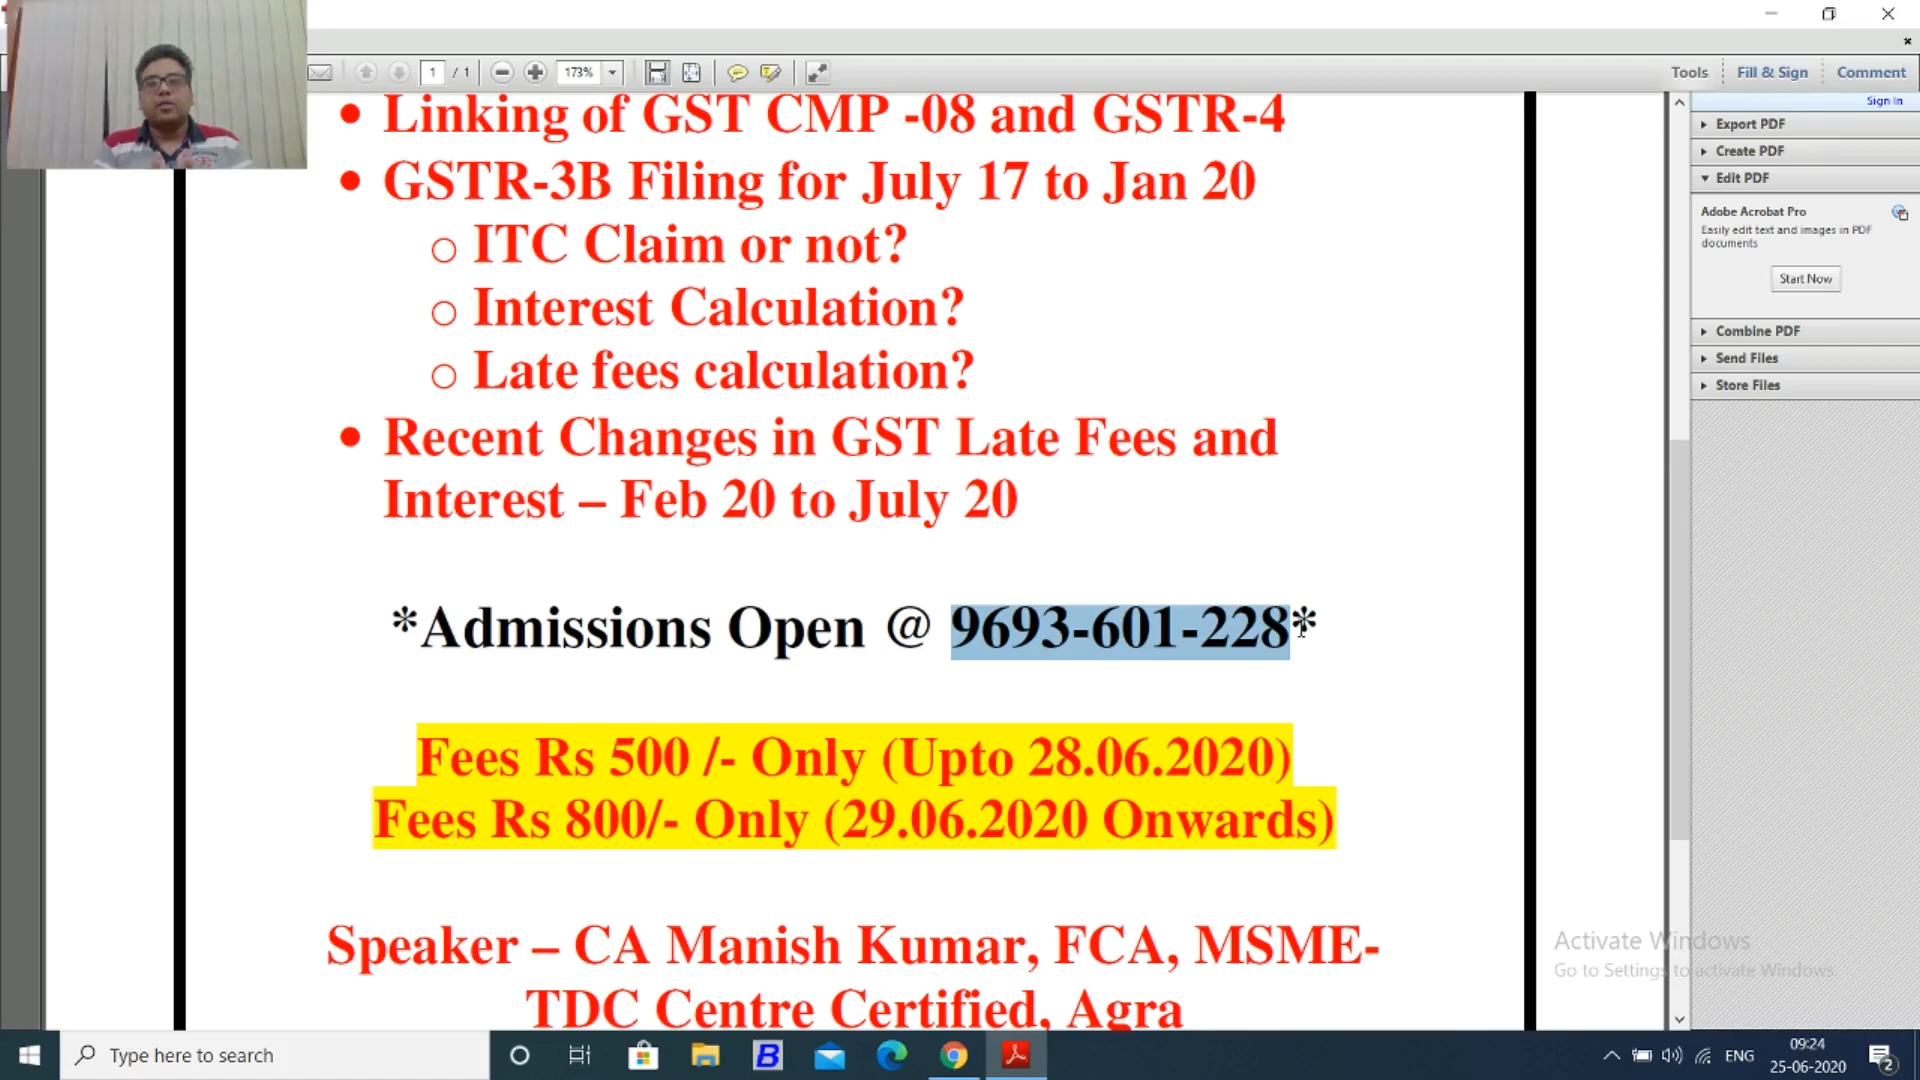 1 / 1
173%
Tools
Fill & Sign
Comment
Sign In
Export PDF
Create PDF
Edit PDF
Adobe Acrobat Pro
Easily edit text and images in PDF
documents
Start Now
Combine PDF
Send Files
Store Files
• Linking of GST CMP -08 and GSTR-4
• GSTR-3B Filing for July 17 to Jan 20
o ITC Claim or not?
o Interest Calculation?
o Late fees calculation?
• Recent Changes in GST Late Fees and
Interest – Feb 20 to July 20
*Admissions Open @ 9693-601-228*
Fees Rs 500 /- Only (Upto 28.06.2020)
Fees Rs 800/- Only (29.06.2020 Onwards)
Speaker – CA Manish Kumar, FCA, MSME-
TDC Centre Certified, Agra
Activate Windows
Go to Settings to activate Windows.
Type here to search
B
ENG
09:24
25-06-2020
2